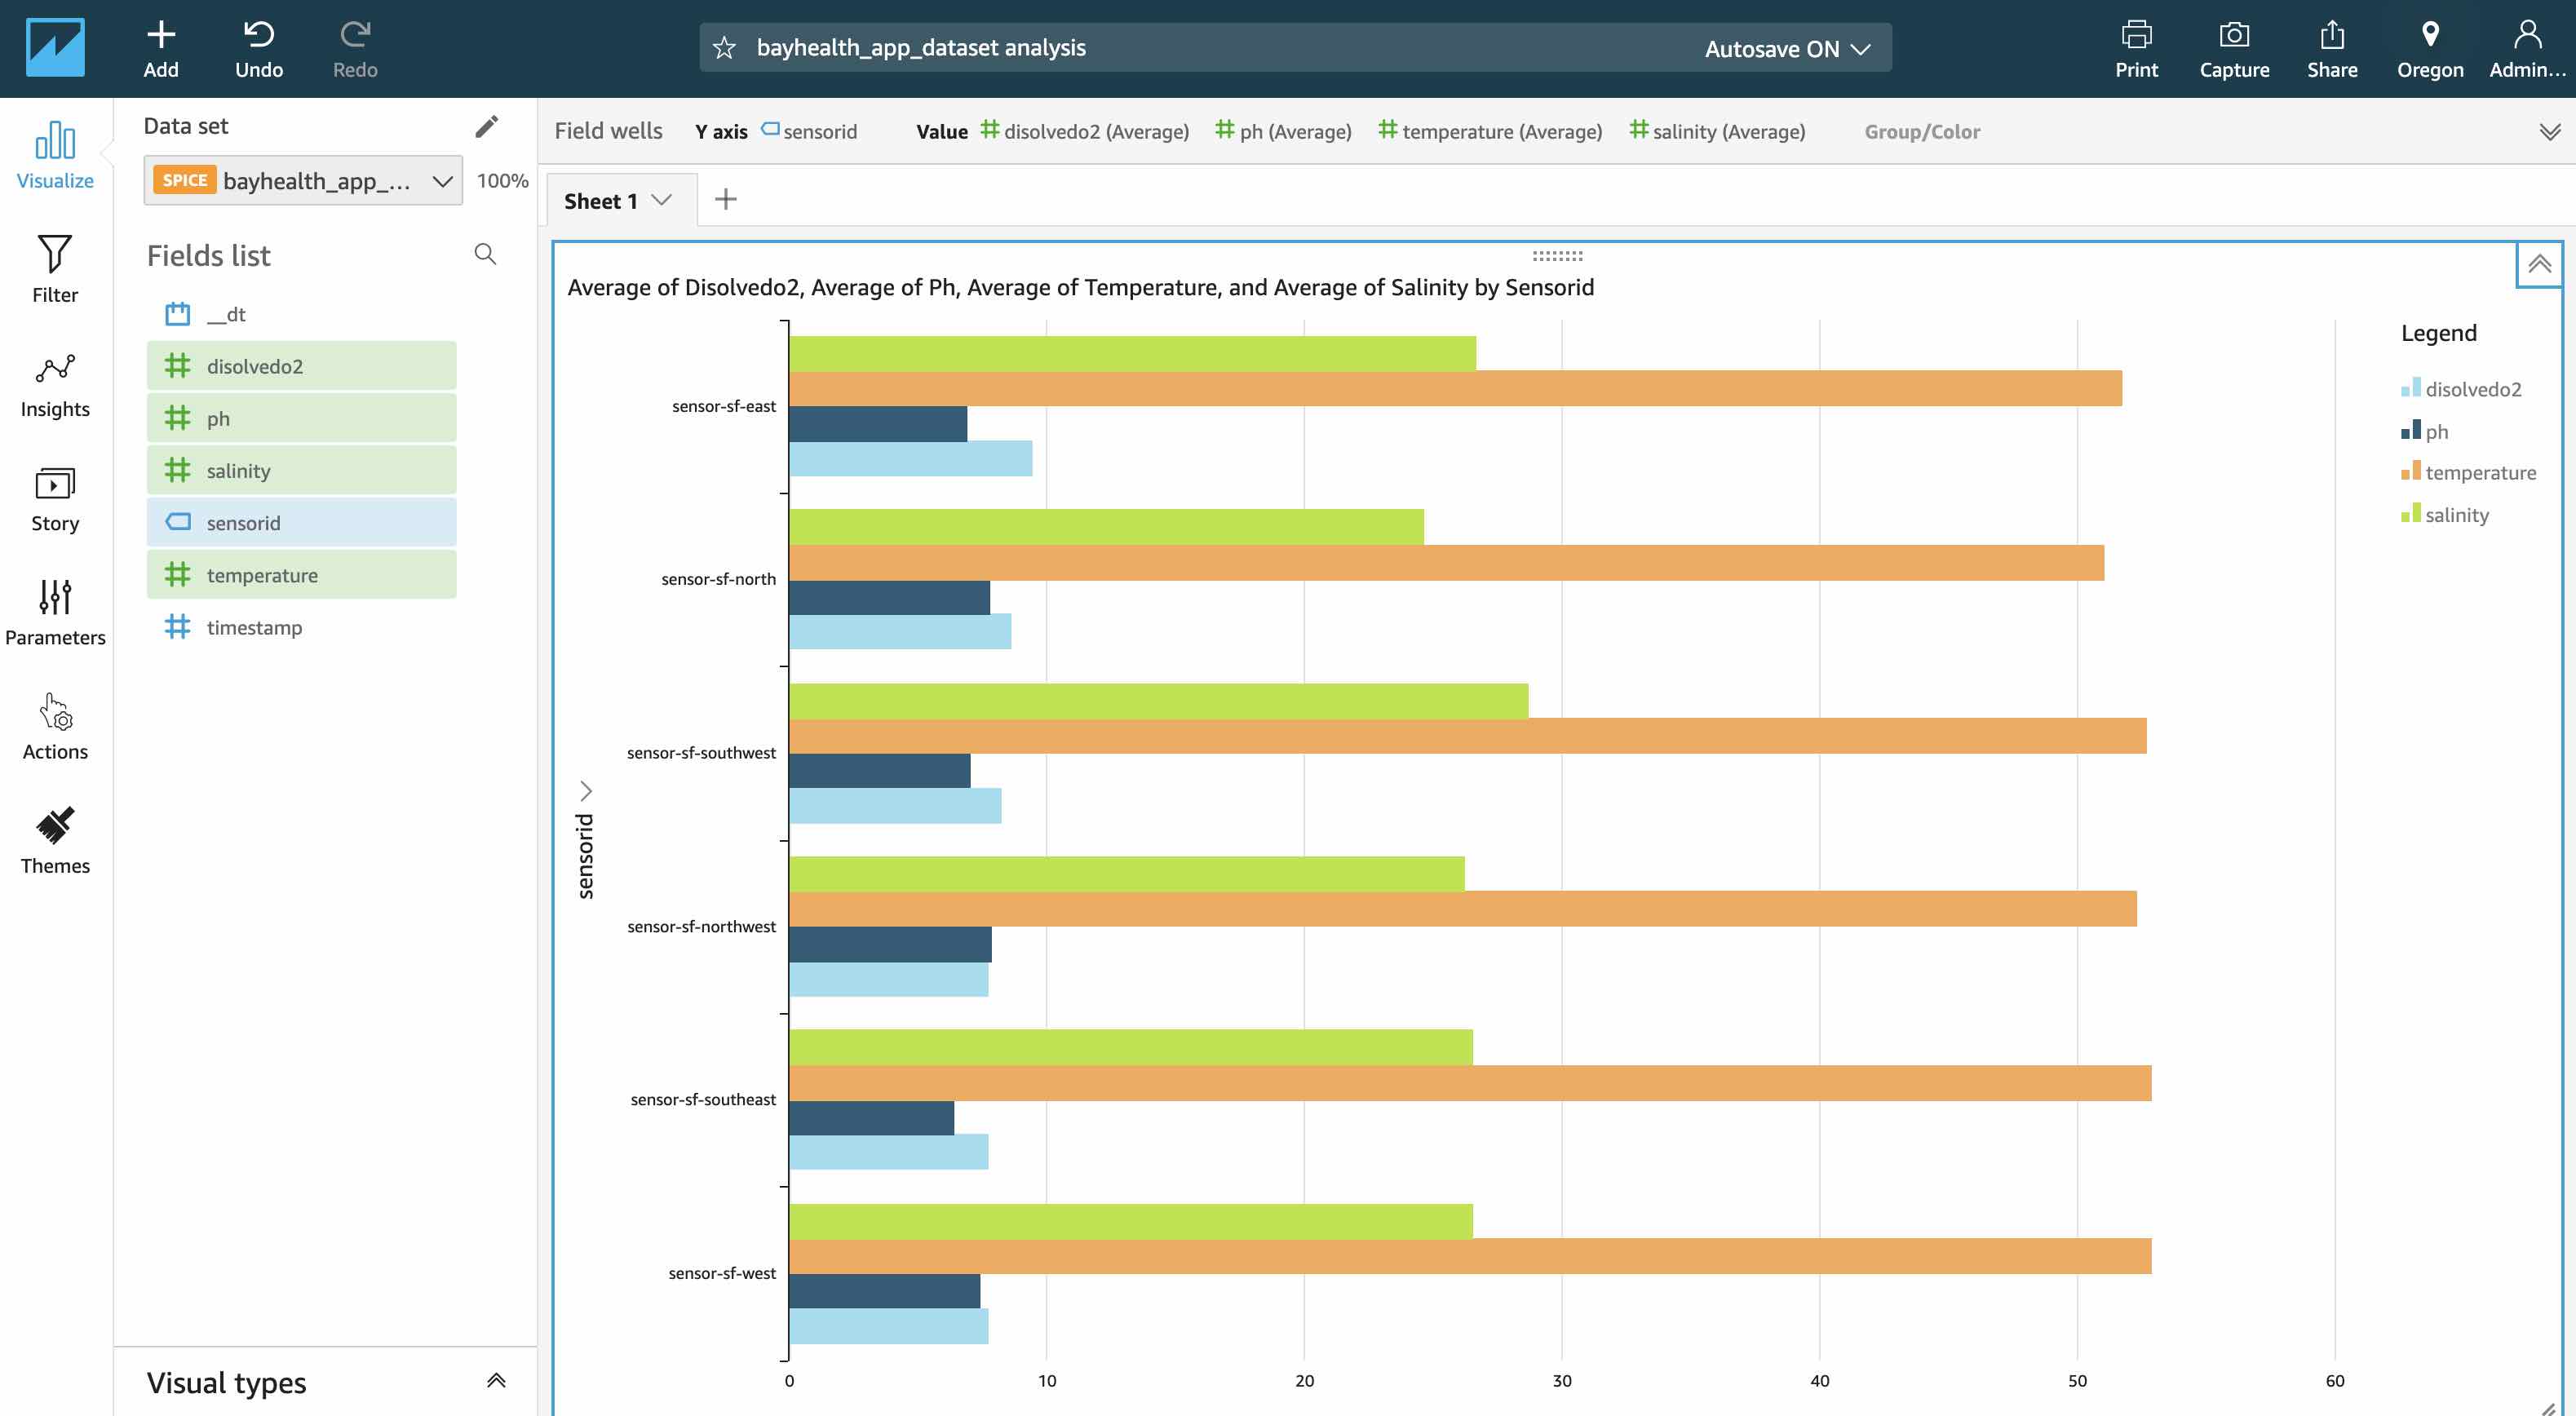 Add
Undo
Redo
bayhealth_app_dataset analysis
Autosave ON
Print
Capture
Share
Oregon
Admin...
Visualize
Filter
Insights
Story
Parameters
Actions
Themes
Data set
SPICE bayhealth_app_... 100%
Fields list
__dt
disolvedo2
ph
salinity
sensorid
temperature
timestamp
Visual types
Field wells Y axis sensorid Value disolvedo2 (Average) ph (Average) temperature (Average) salinity (Average) Group/Color
Sheet 1
Average of Disolvedo2, Average of Ph, Average of Temperature, and Average of Salinity by Sensorid
sensorid
sensor-sf-east
sensor-sf-north
sensor-sf-southwest
sensor-sf-northwest
sensor-sf-southeast
sensor-sf-west
0 10 20 30 40 50 60
Legend
disolvedo2
ph
temperature
salinity